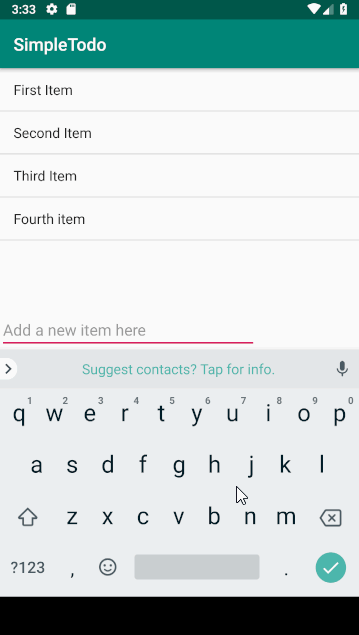 3:33
SimpleTodo
First Item
Second Item
Third Item
Fourth item
Add a new item here
Suggest contacts? Tap for info.
1 2 3 4 5 6 7 8 9 0
q w e r t y u i o p
a s d f g h j k l
z x c v b n m
?123 , .